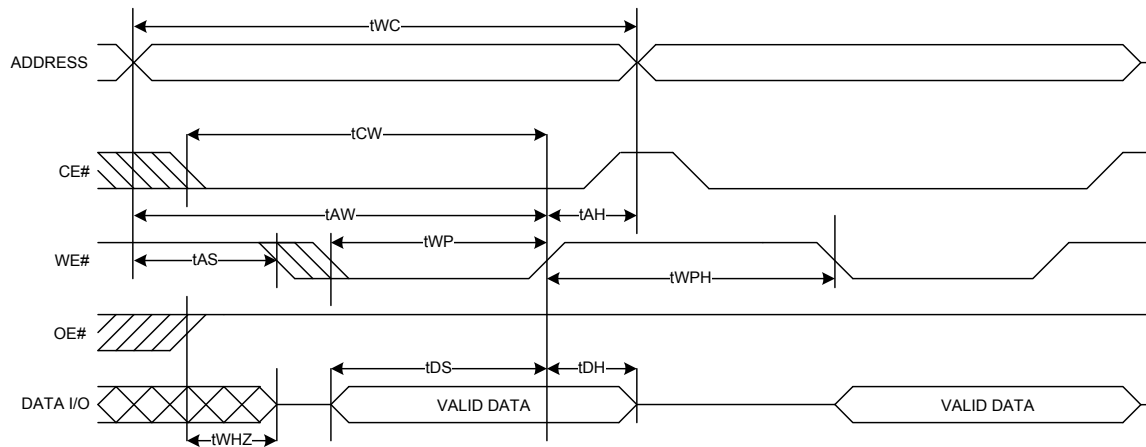 tWC
ADDRESS
tCW
CE#
tAW
tAH
tWP
WE#
tAS
tWPH
OE#
tDS
tDH
DATA I/O
VALID DATA
VALID DATA
tWHZ